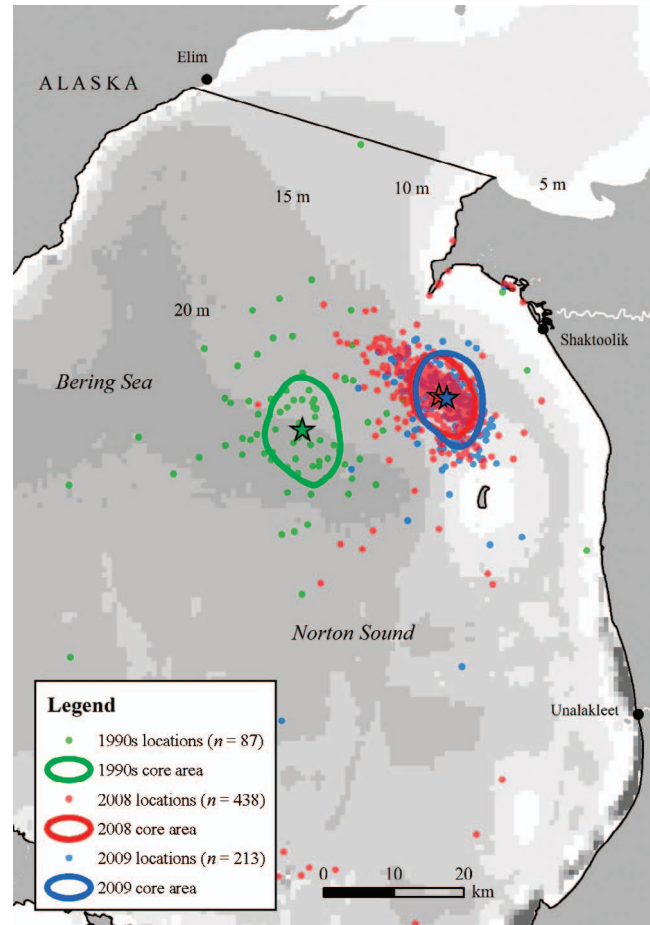 Elim
ALASKA
15 m
10 m
5 m
20 m
Shaktoolik
Bering Sea
Norton Sound
Unalakleet
Legend
1990s locations (n = 87)
1990s core area
2008 locations (n = 438)
2008 core area
2009 locations (n = 213)
2009 core area
0 10 20
km